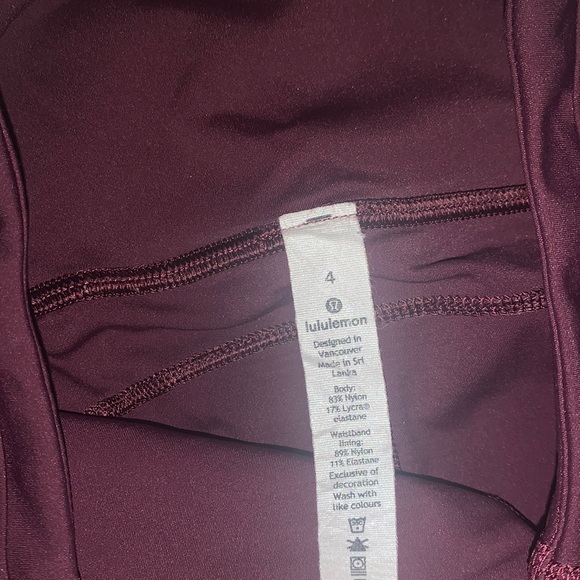 4
lululemon
Designed in
Vancouver
Made in Sri
Lanka
Body:
83% Nylon
17% Lycra®
elastane
Waistband
lining:
89% Nylon
11% Elastane
Exclusive of
decoration
Wash with
like colours